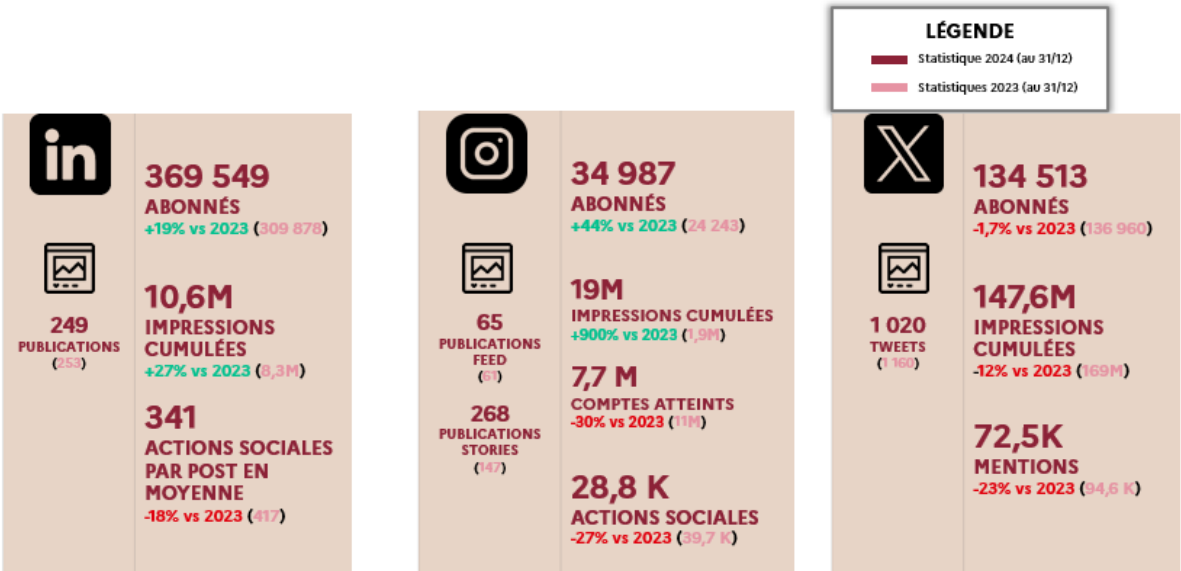 LÉGENDE
Statistique 2024 (au 31/12)
Statistiques 2023 (au 31/12)
in
369 549
ABONNÉS
+19% vs 2023 (309 878)
249
PUBLICATIONS
(253)
10,6M
IMPRESSIONS
CUMULÉES
+27% vs 2023 (8,3M)
341
ACTIONS SOCIALES
PAR POST EN
MOYENNE
-18% vs 2023 (417)
34 987
ABONNÉS
+44% vs 2023 (24 243)
65
PUBLICATIONS
FEED
(61)
268
PUBLICATIONS
STORIES
(147)
19M
IMPRESSIONS CUMULÉES
+900% vs 2023 (1,9M)
7,7 M
COMPTES ATTEINTS
-30% vs 2023 (11M)
28,8 K
ACTIONS SOCIALES
-27% vs 2023 (39,7 K)
X
134 513
ABONNÉS
-1,7% vs 2023 (136 960)
1 020
TWEETS
(1 160)
147,6M
IMPRESSIONS
CUMULÉES
-12% vs 2023 (169M)
72,5K
MENTIONS
-23% vs 2023 (94,6 K)